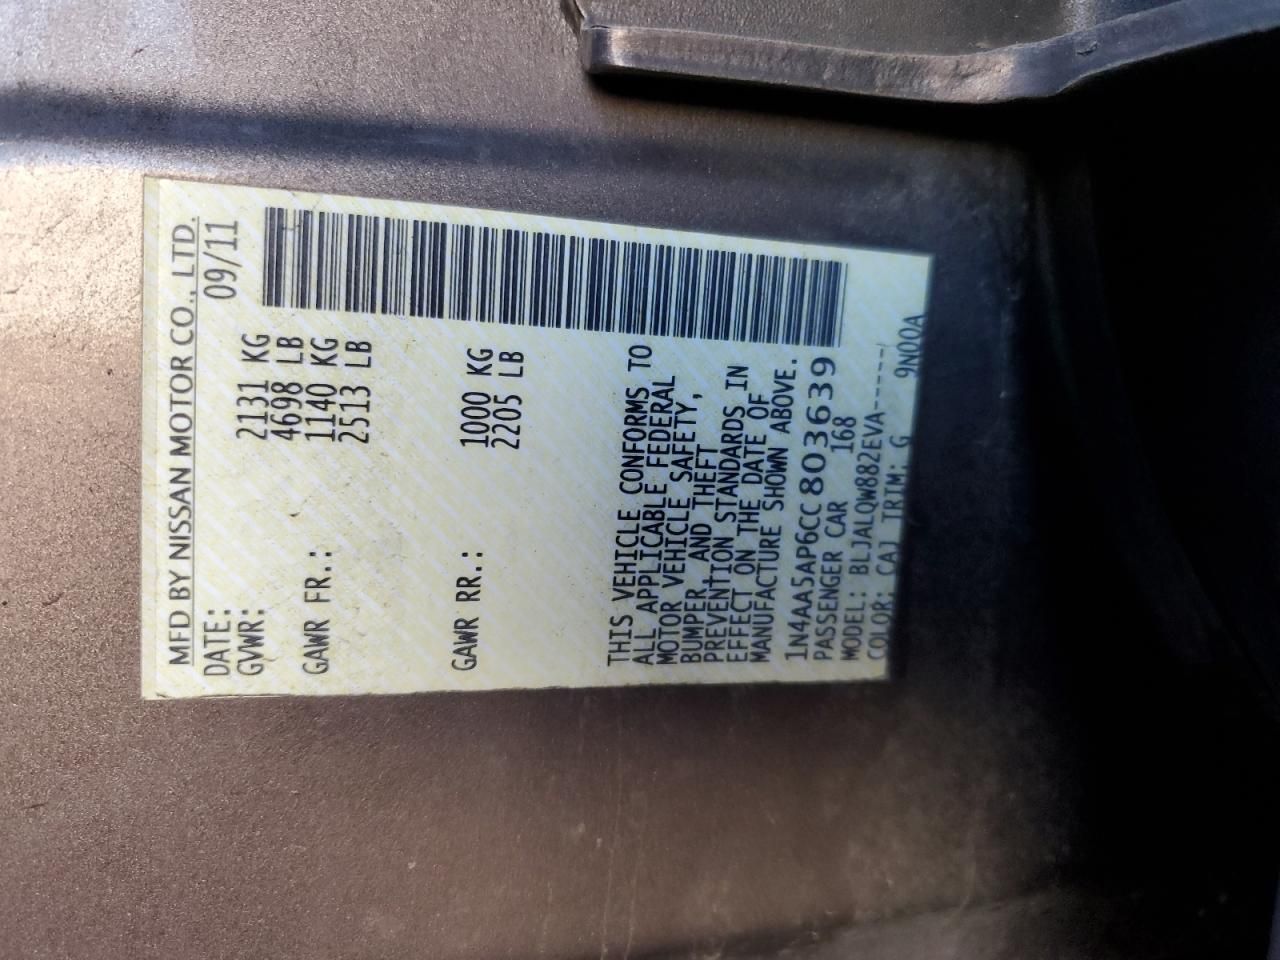 MFD BY NISSAN MOTOR CO., LTD.
DATE: 09/11
GVWR: 2131 KG
4698 LB
GAWR FR.: 1140 KG
2513 LB
GAWR RR.: 1000 KG
2205 LB
THIS VEHICLE CONFORMS TO
ALL APPLICABLE FEDERAL
MOTOR VEHICLE SAFETY,
BUMPER, AND THEFT
PREVENTION STANDARDS IN
EFFECT ON THE DATE OF
MANUFACTURE SHOWN ABOVE.
1N4AA5AP6CC803639
PASSENGER CAR 168
MODEL: BLJALQW882EVA-----
COLOR: CAJ TRIM: G 9N00A